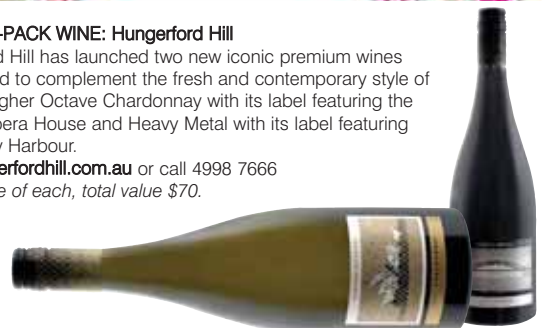 -PACK WINE: Hungerford Hill
d Hill has launched two new iconic premium wines
d to complement the fresh and contemporary style of
gher Octave Chardonnay with its label featuring the
pera House and Heavy Metal with its label featuring
y Harbour.
erfordhill.com.au or call 4998 7666
e of each, total value $70.